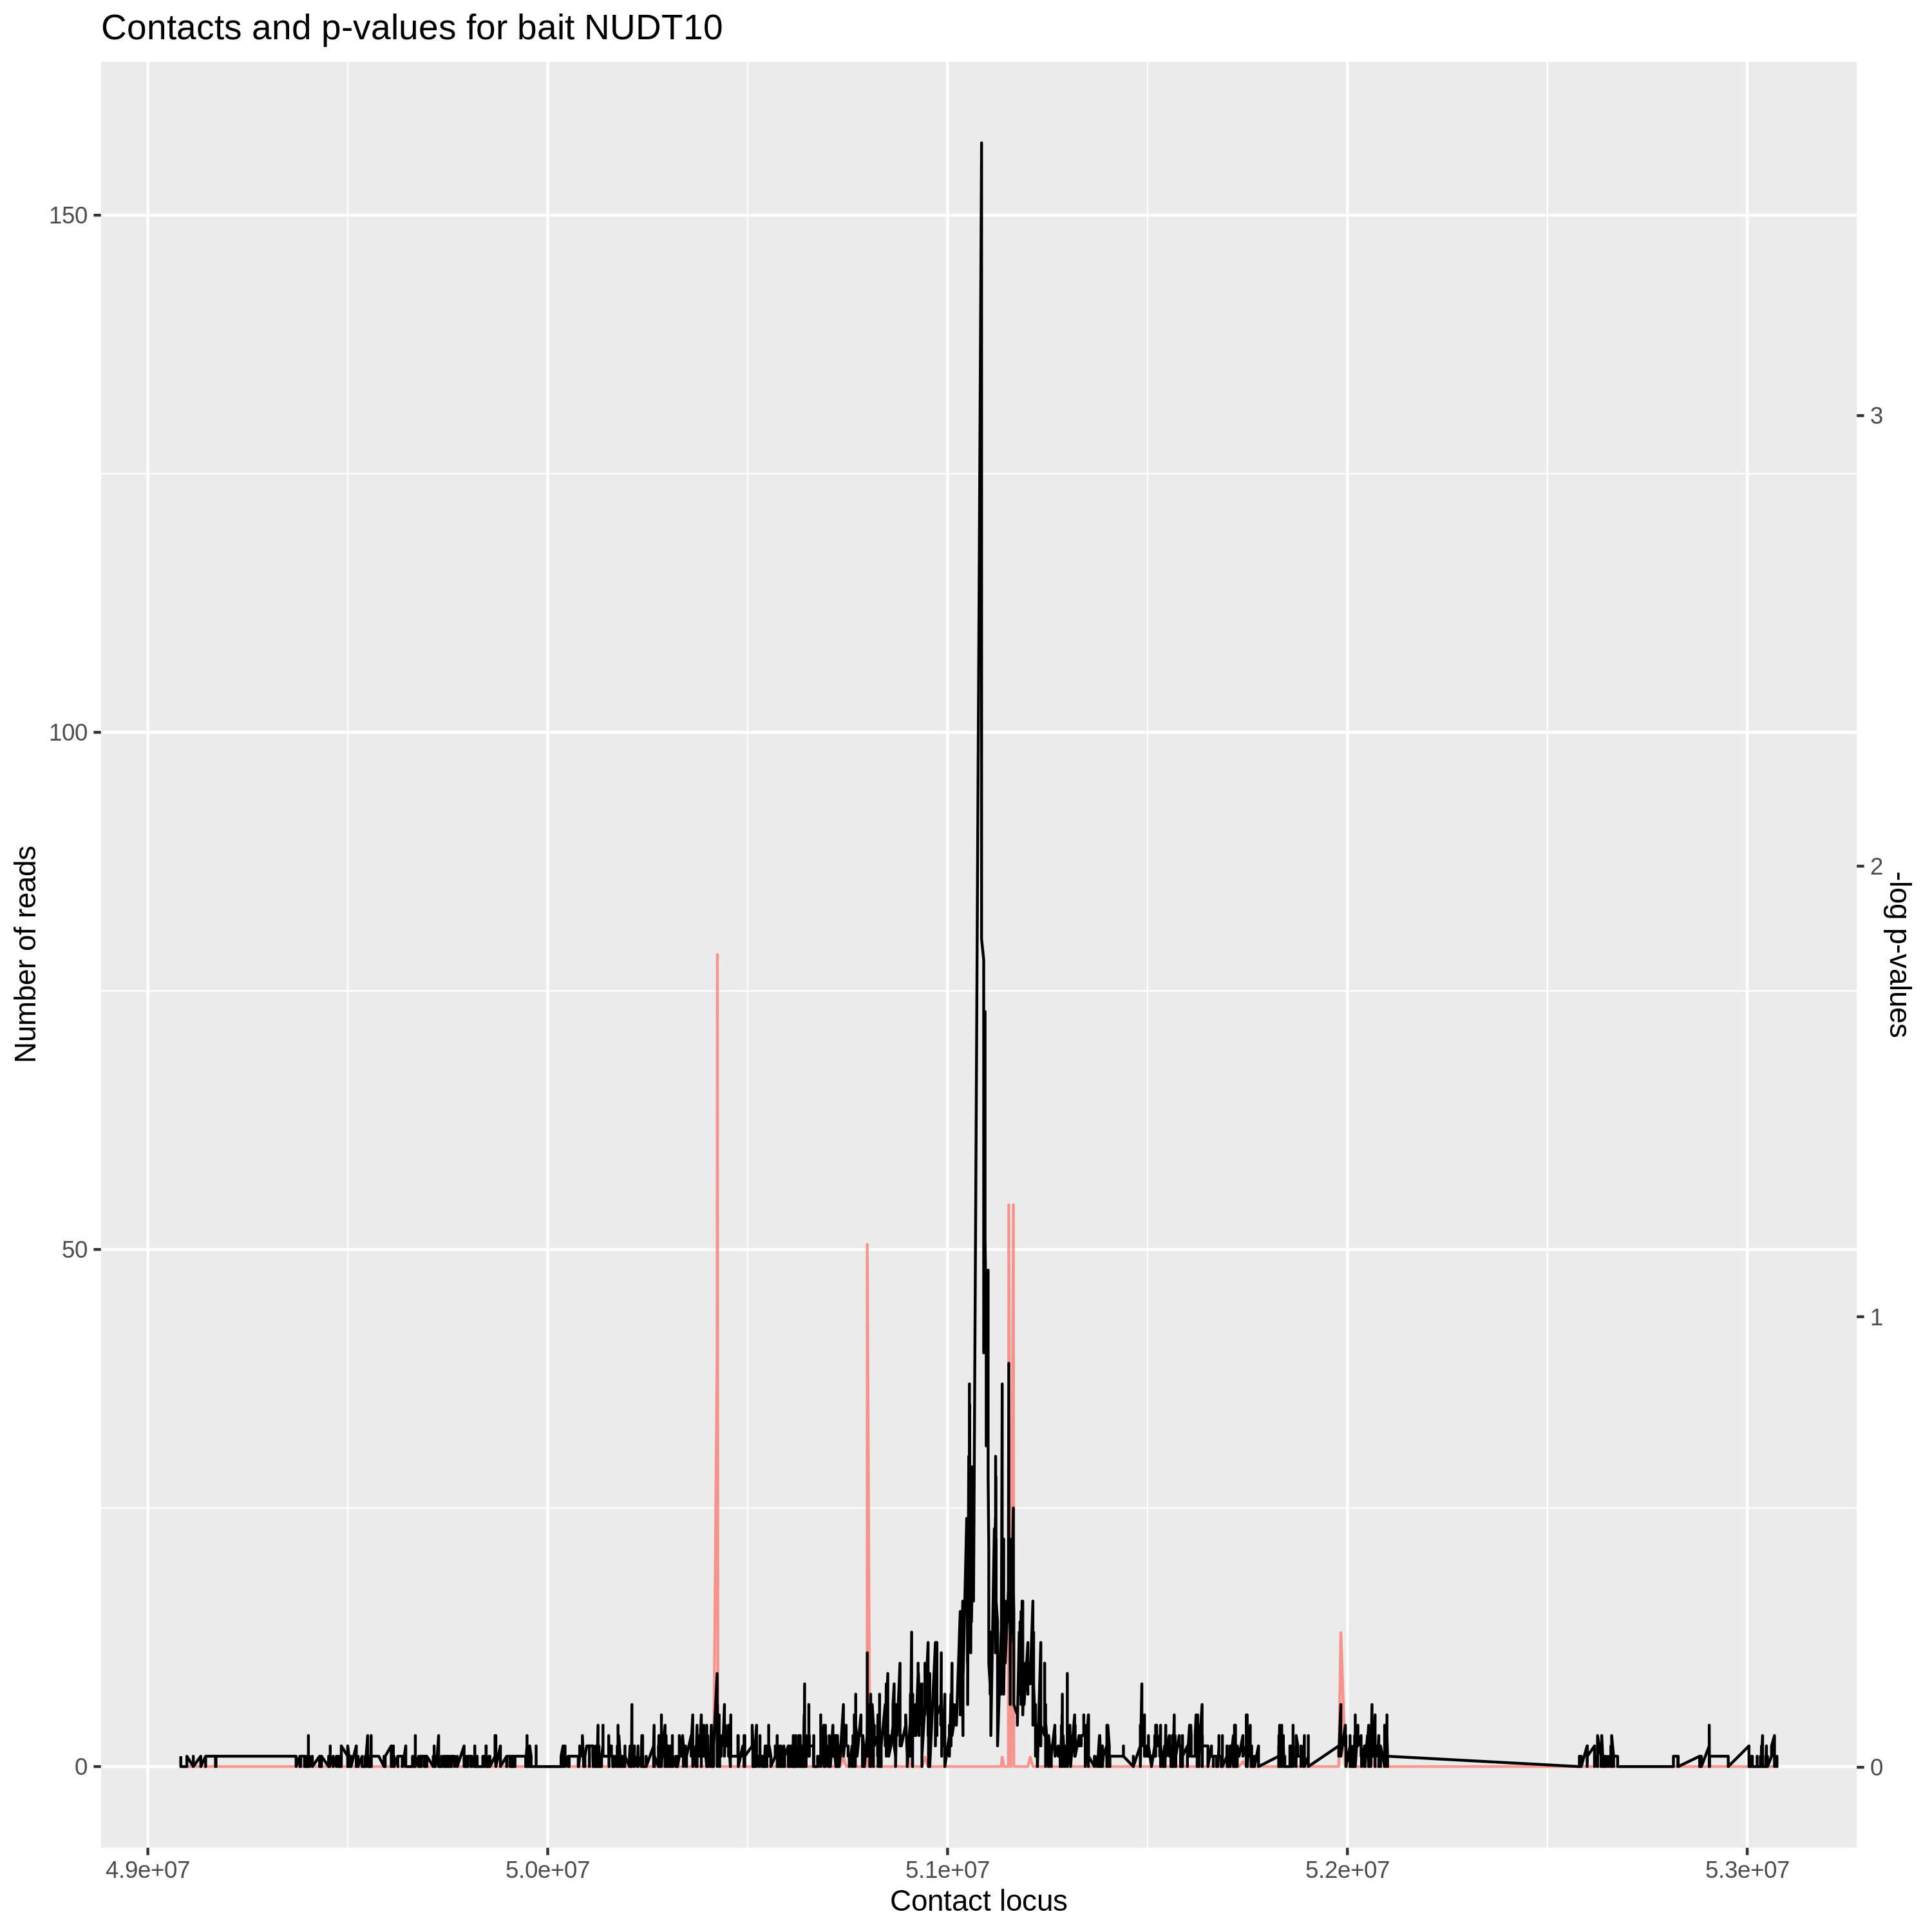 Contacts and p-values for bait NUDT10
150
100
50
0
Number of reads
3
2
1
0
-log p-values
4.9e+07 5.0e+07 5.1e+07 5.2e+07 5.3e+07
Contact locus